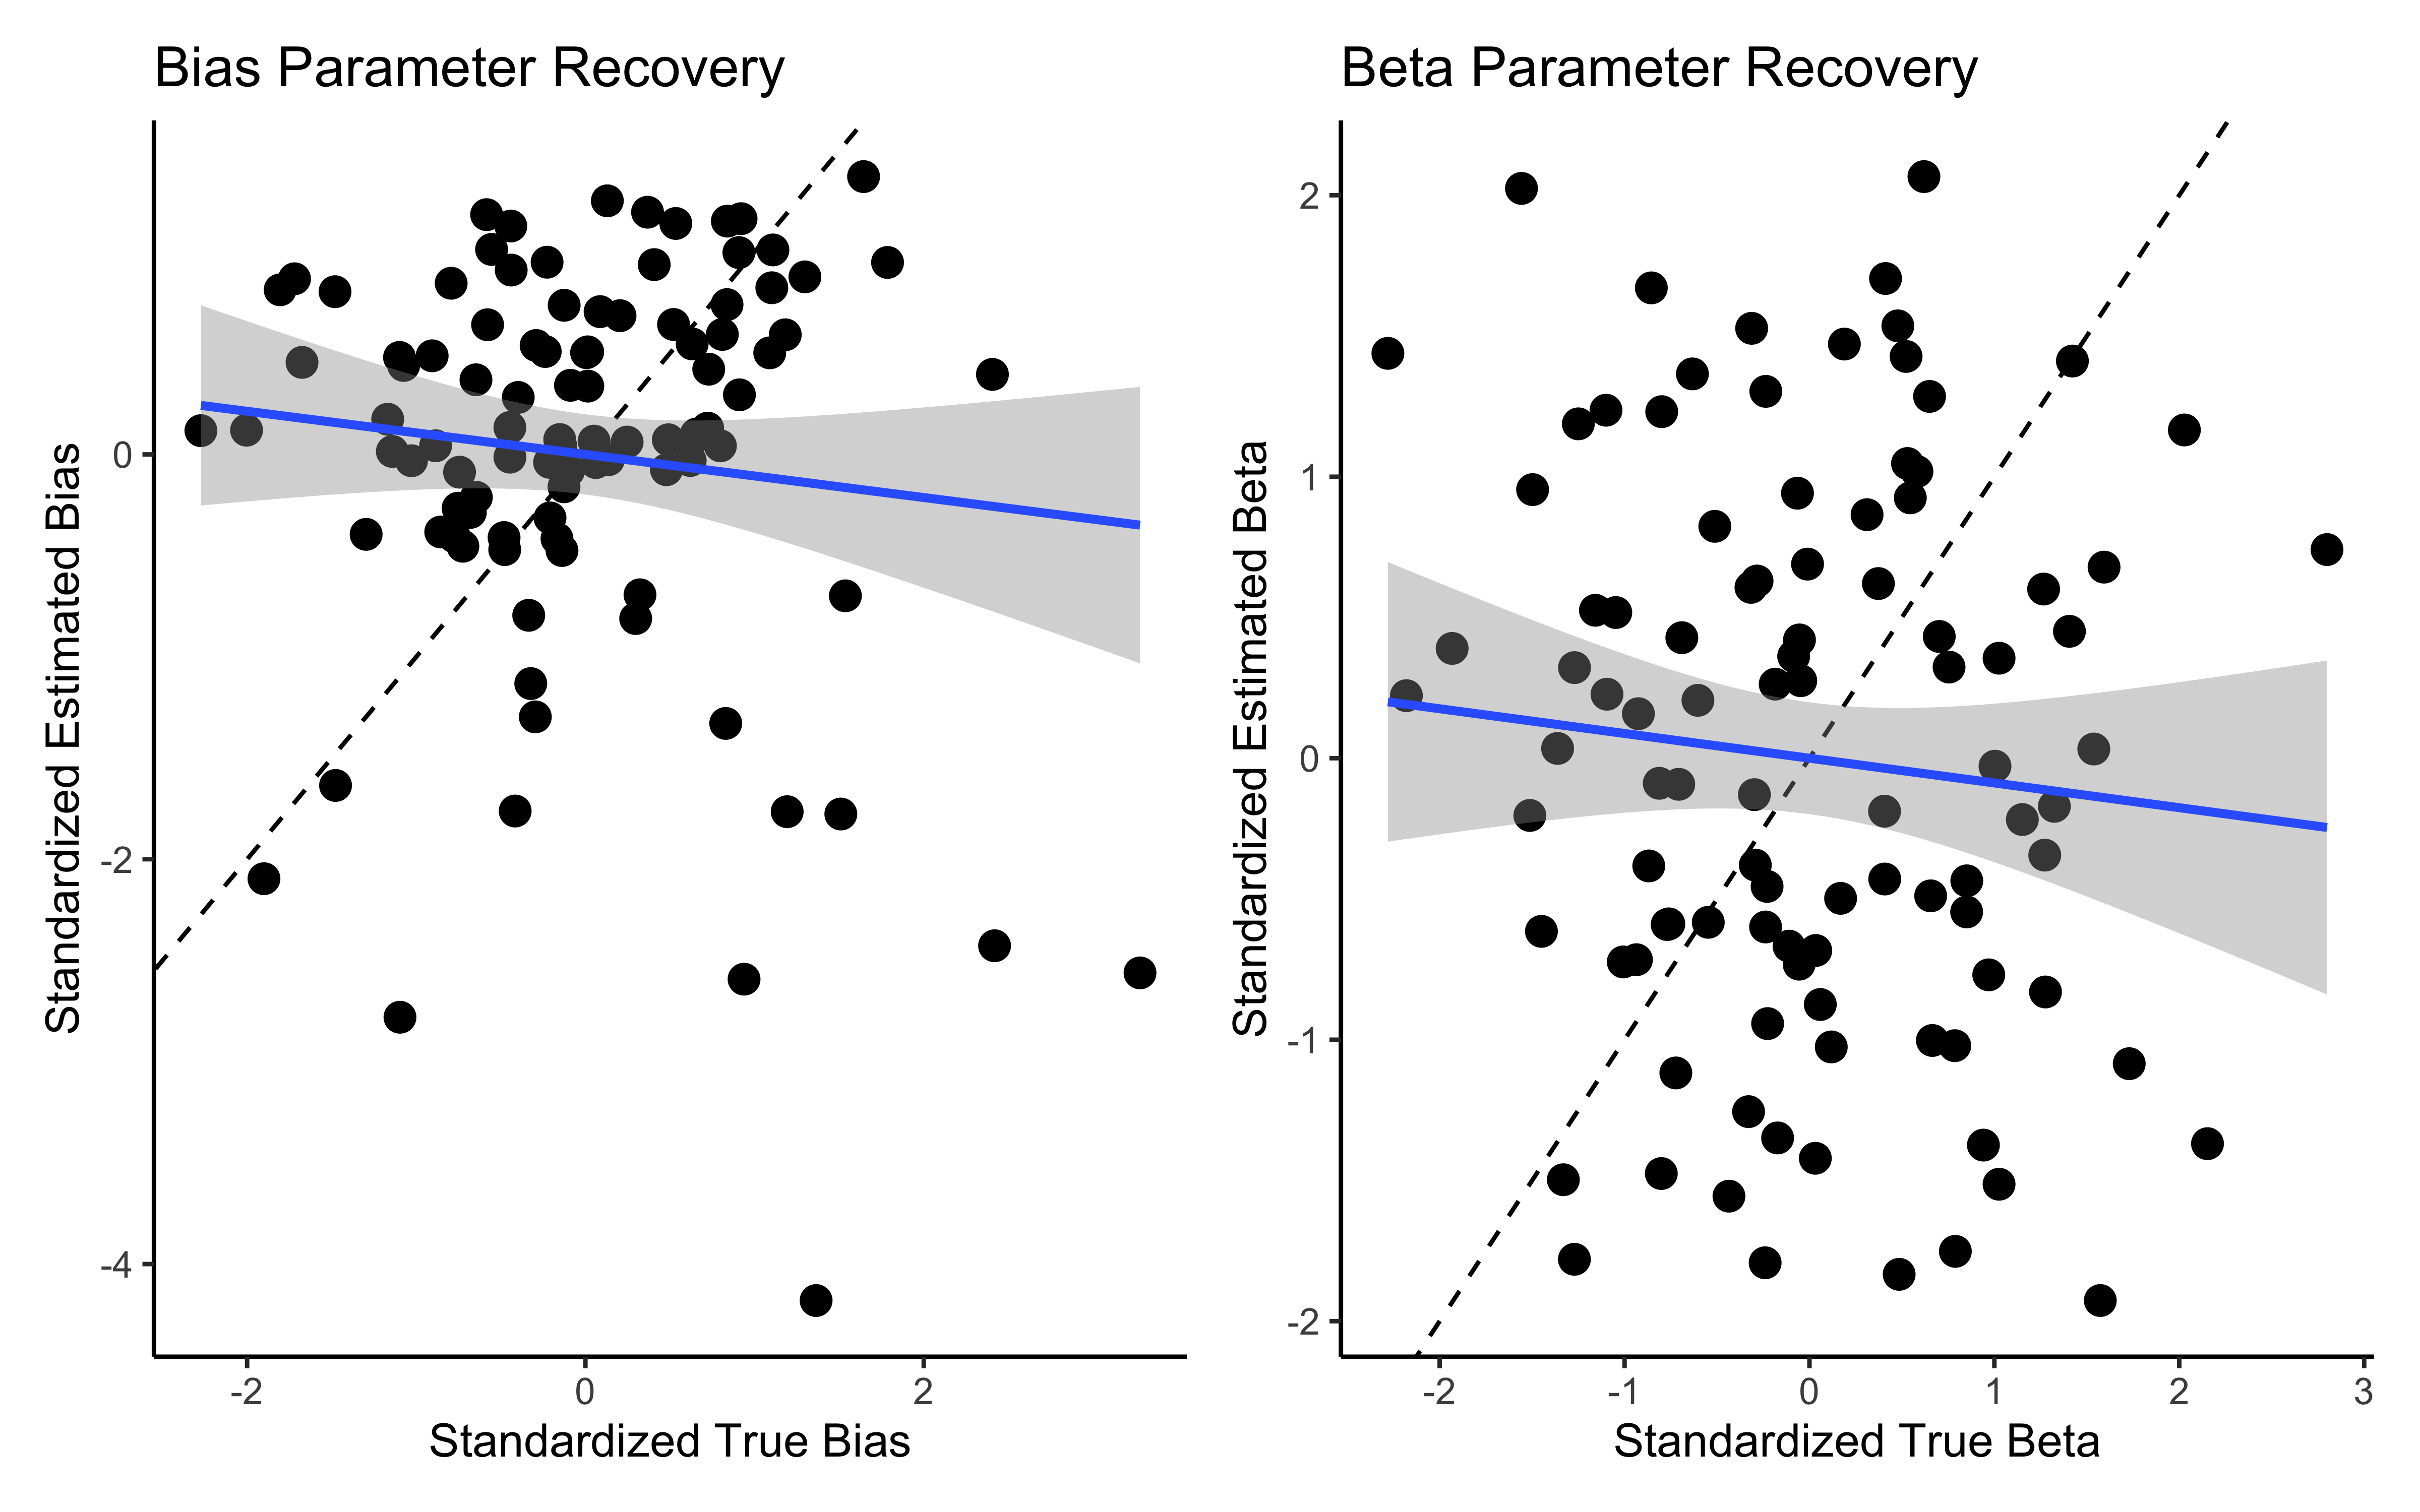 Bias Parameter Recovery
Standardized Estimated Bias
0
-2
-4
-2
0
2
Standardized True Bias
Beta Parameter Recovery
Standardized Estimated Beta
2
1
0
-1
-2
-2
-1
0
1
2
3
Standardized True Beta